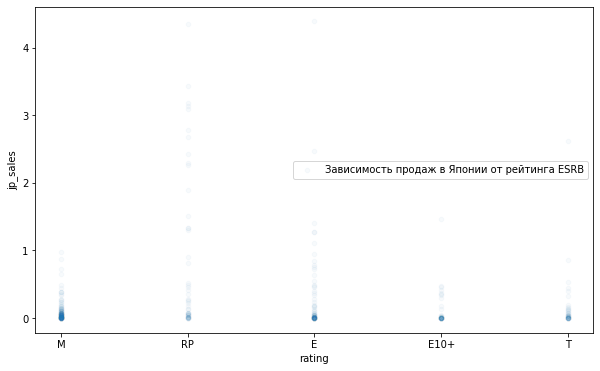 4
3
Зависимость продаж в Японии от рейтинга ESRB
2
1
0
jp_sales
M RP E E10+ T
rating